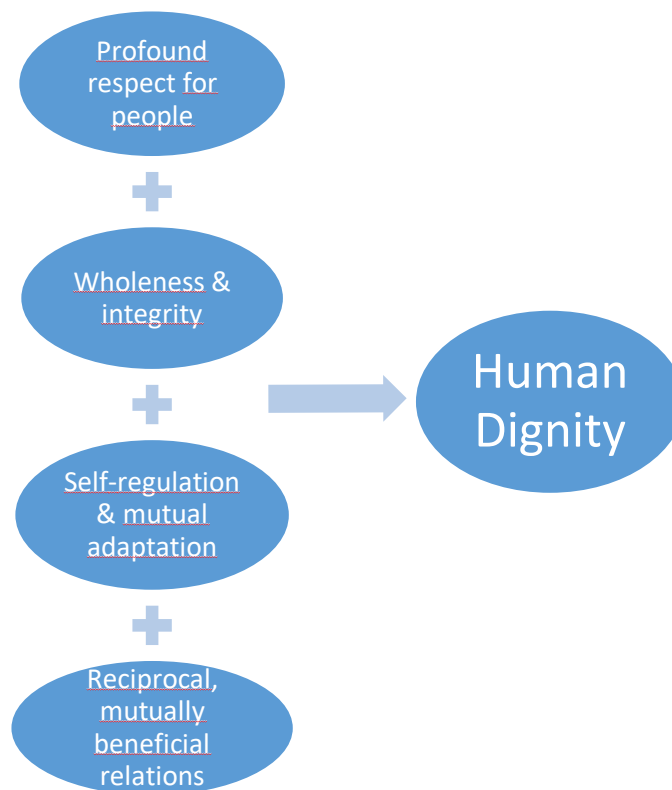 Profound
respect for
people
Wholeness &
integrity
Self-regulation
& mutual
adaptation
Reciprocal,
mutually
beneficial
relations
Human
Dignity